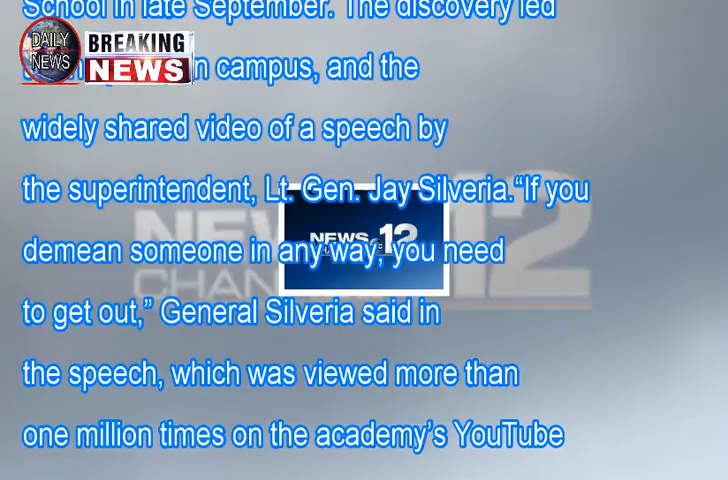 School in late September. The discovery led
n campus, and the
widely shared video of a speech by
the superintendent, Lt. Gen. Jay Silveria.“If you
demean someone in any way, you need
to get out,” General Silveria said in
the speech, which was viewed more than
one million times on the academy’s YouTube
DAILY
NEWS
BREAKING
NEWS
NEWS 12
CHAN
NEWS 12